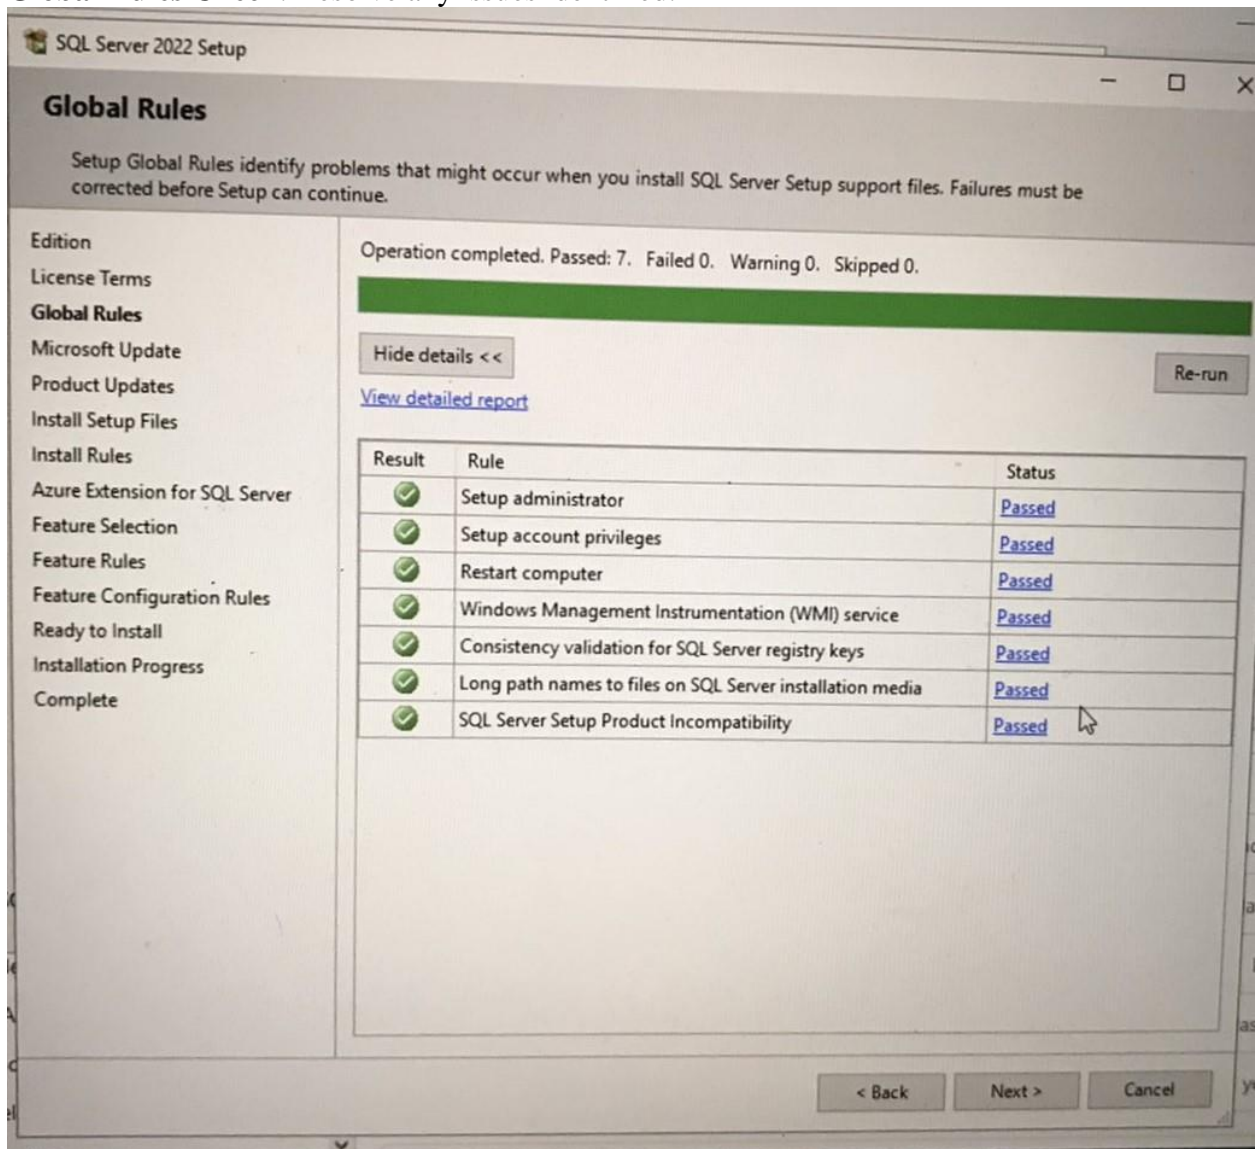 SQL Server 2022 Setup
Global Rules
Setup Global Rules identify problems that might occur when you install SQL Server Setup support files. Failures must be
corrected before Setup can continue.
Edition
License Terms
Global Rules
Microsoft Update
Product Updates
Install Setup Files
Install Rules
Azure Extension for SQL Server
Feature Selection
Feature Rules
Feature Configuration Rules
Ready to Install
Installation Progress
Complete
Operation completed. Passed: 7. Failed 0. Warning 0. Skipped 0.
Hide details <<
Re-run
View detailed report
Result Rule Status
Setup administrator Passed
Setup account privileges Passed
Restart computer Passed
Windows Management Instrumentation (WMI) service Passed
Consistency validation for SQL Server registry keys Passed
Long path names to files on SQL Server installation media Passed
SQL Server Setup Product Incompatibility Passed
< Back Next > Cancel